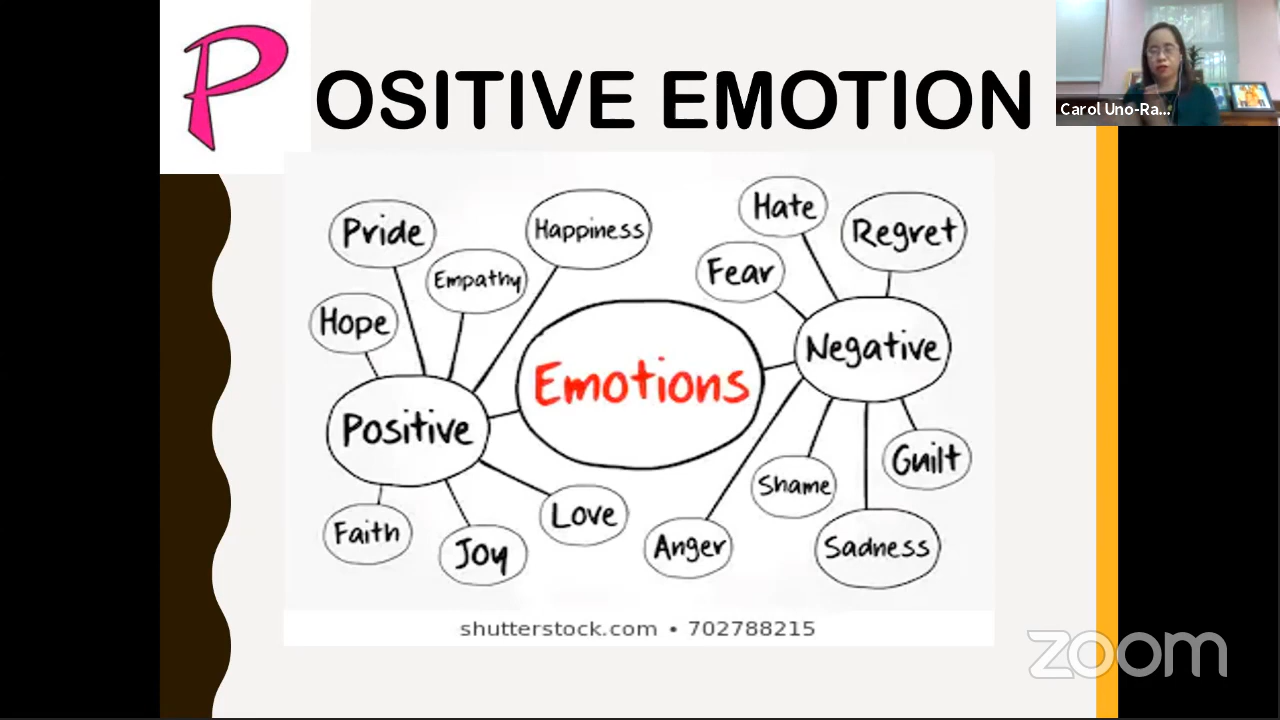 POSITIVE EMOTION
Carol Uno-Ra...
Pride
Happiness
Empathy
Hope
Positive
Faith
Joy
Love
Emotions
Hate
Regret
Fear
Negative
Guilt
Shame
Anger
Sadness
shutterstock.com • 702788215
zoom